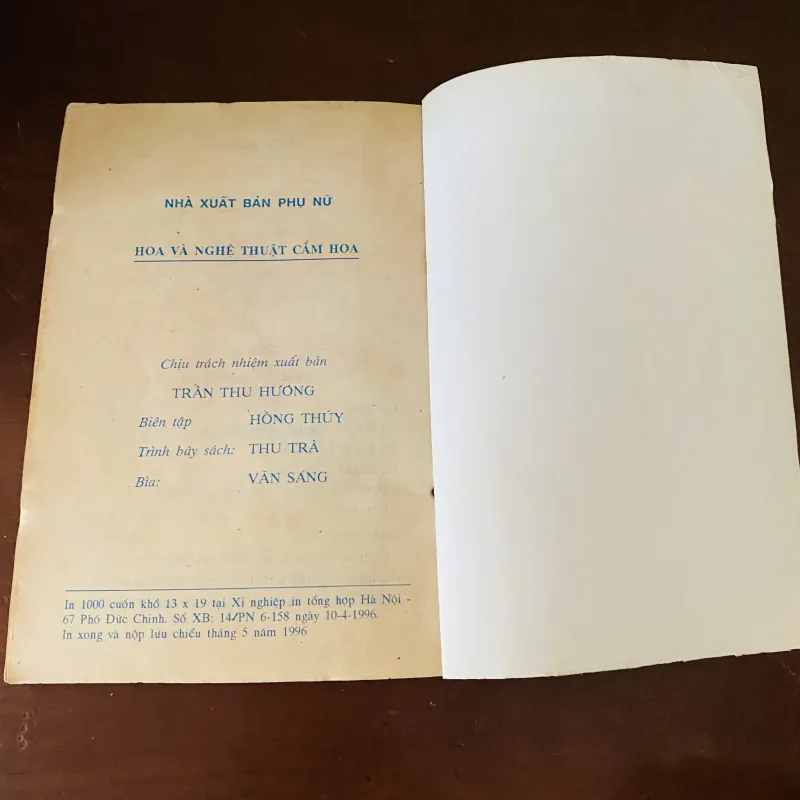 NHÀ XUẤT BẢN PHỤ NỮ
HOA VÀ NGHỆ THUẬT CẮM HOA
Chịu trách nhiệm xuất bản
TRẦN THU HƯƠNG
Biên tập HỒNG THÚY
Trình bày sách: THU TRÀ
Bìa: VĂN SÁNG
In 1000 cuốn khổ 13 x 19 tại Xí nghiệp in tổng hợp Hà Nội -
67 Phó Đức Chính. Số XB: 14/PN 6-158 ngày 10-4-1996.
In xong và nộp lưu chiểu tháng 5 năm 1996